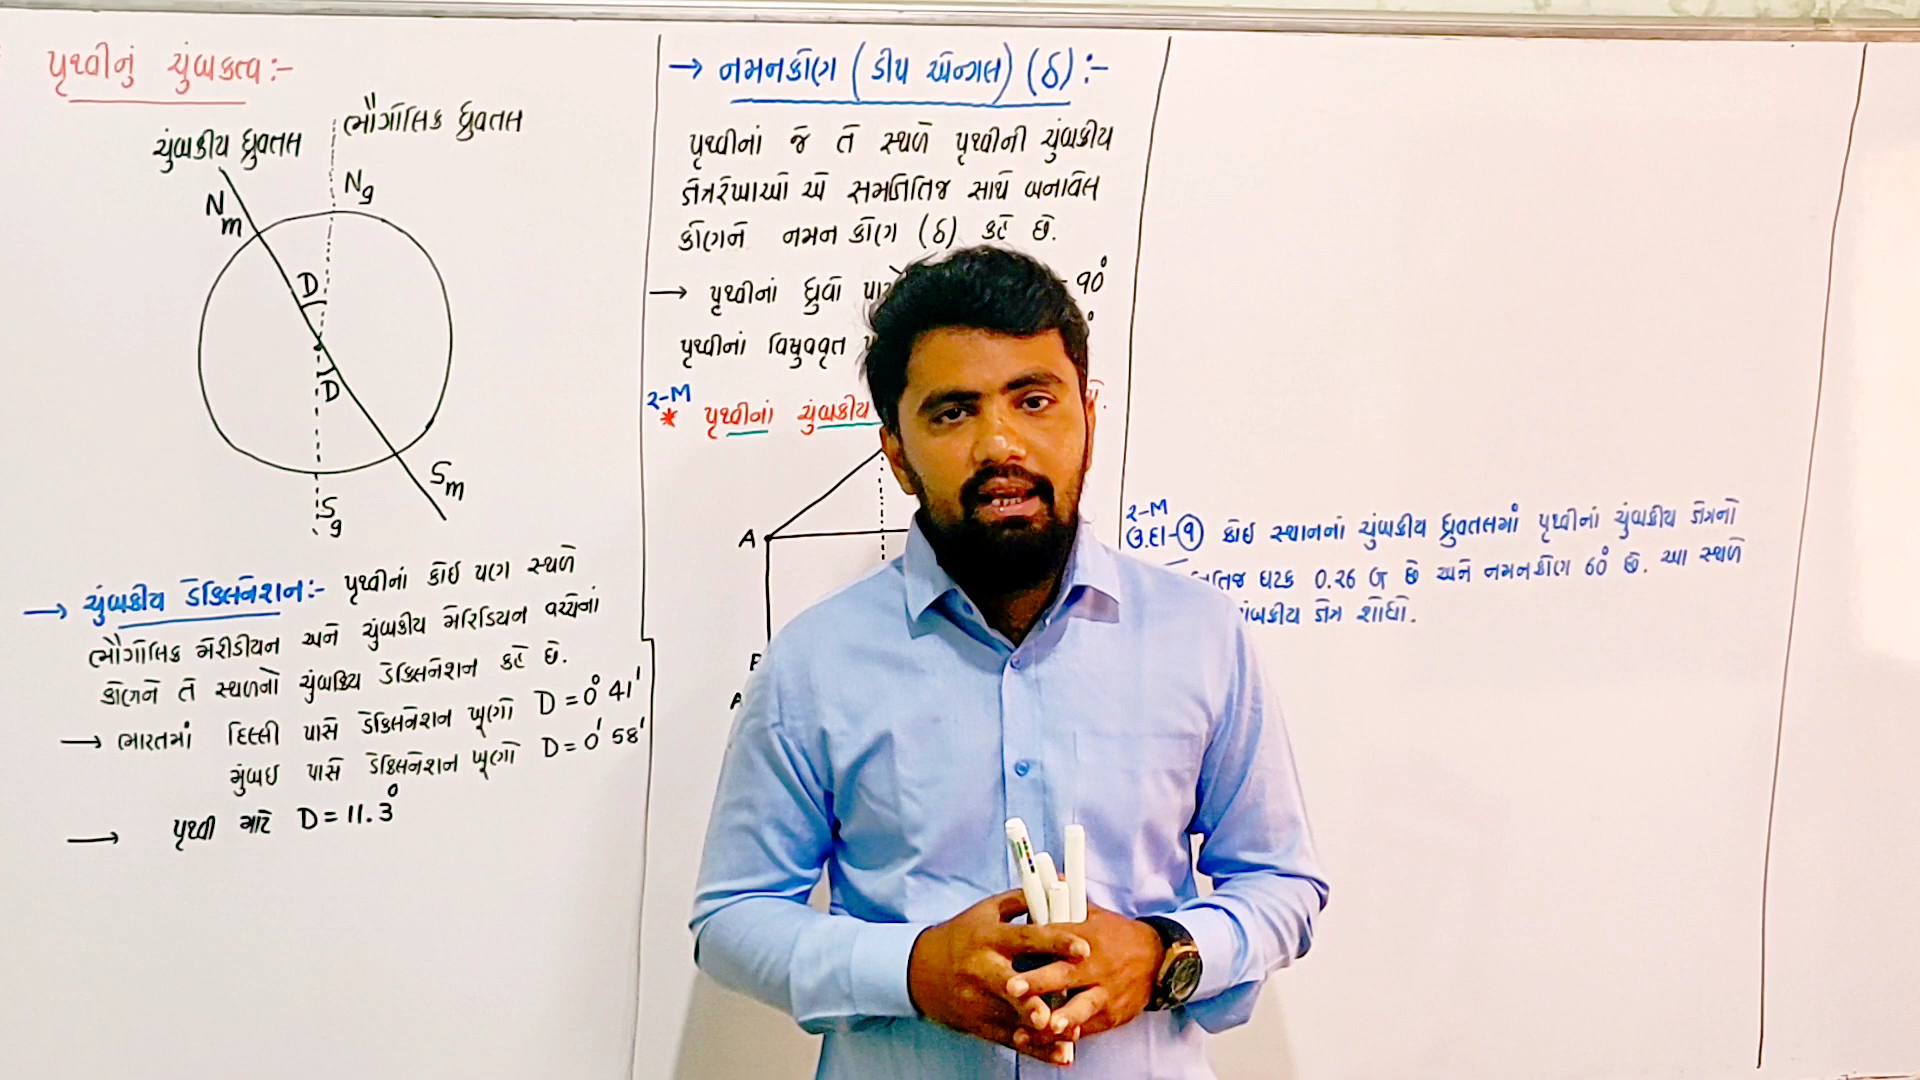 પૃથ્વીનું ચુંબકત્વ :-
ભૌગોલિક ધ્રુવતલ
ચુંબકીય ધ્રુવતલ
Ng
Nm
D
D
Sm
Sg
→ ચુંબકીય ડેક્લિનેશન :- પૃથ્વીનાં કોઈ પણ સ્થળે
ભૌગોલિક મેરીડીયન અને ચુંબકીય મેરિડિયન વચ્ચેનાં
કોણને તે સ્થળનો ચુંબકિય ડેક્લિનેશન કહે છે.
→ ભારતમાં દિલ્લી પાસે ડેક્લિનેશન ખૂણો D = 0° 41'
મુંબઈ પાસે ડેક્લિનેશન ખૂણો D = 0' 58'
→ પૃથ્વી માટે D = 11.3°
→ નમનકોણ (ડીપ એન્ગલ) (δ) :-
પૃથ્વીનાં જે તે સ્થળે પૃથ્વીની ચુંબકીય
ક્ષેત્રરેખાઓ એ સમક્ષિતિજ સાથે બનાવેલ
કોણને નમન કોણ (δ) કહે છે.
→ પૃથ્વીનાં ધ્રુવો 90°
પૃથ્વીનાં વિષુવવૃત
૨-M
* પૃથ્વીનાં ચુંબકીય
A
૨-M
ઉ.દા-૧ કોઈ સ્થાનનાં ચુંબકીય ધ્રુવતલમાં પૃથ્વીનાં ચુંબકીય ક્ષેત્રનો
તિજ ઘટક 0.26 G છે અને નમનકોણ 60° છે. આ સ્થળે
ચુંબકીય ક્ષેત્ર શોધો.